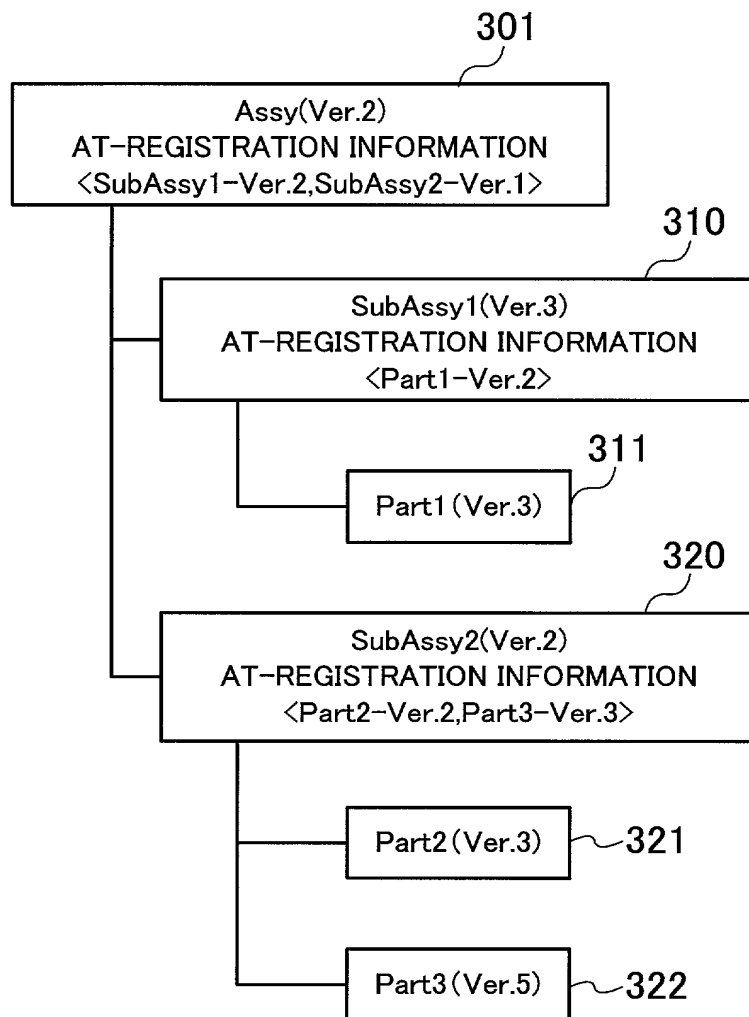 301
Assy(Ver.2)
AT-REGISTRATION INFORMATION
<SubAssy1-Ver.2,SubAssy2-Ver.1>
310
SubAssy1(Ver.3)
AT-REGISTRATION INFORMATION
<Part1-Ver.2>
311
Part1(Ver.3)
320
SubAssy2(Ver.2)
AT-REGISTRATION INFORMATION
<Part2-Ver.2,Part3-Ver.3>
Part2(Ver.3) 321
Part3(Ver.5) 322